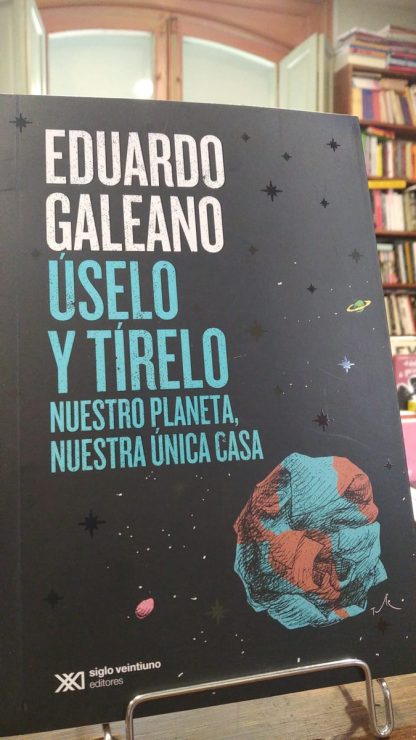 EDUARDO
GALEANO
ÚSELO
Y TÍRELO
NUESTRO PLANETA,
NUESTRA ÚNICA CASA
siglo veintiuno
editores